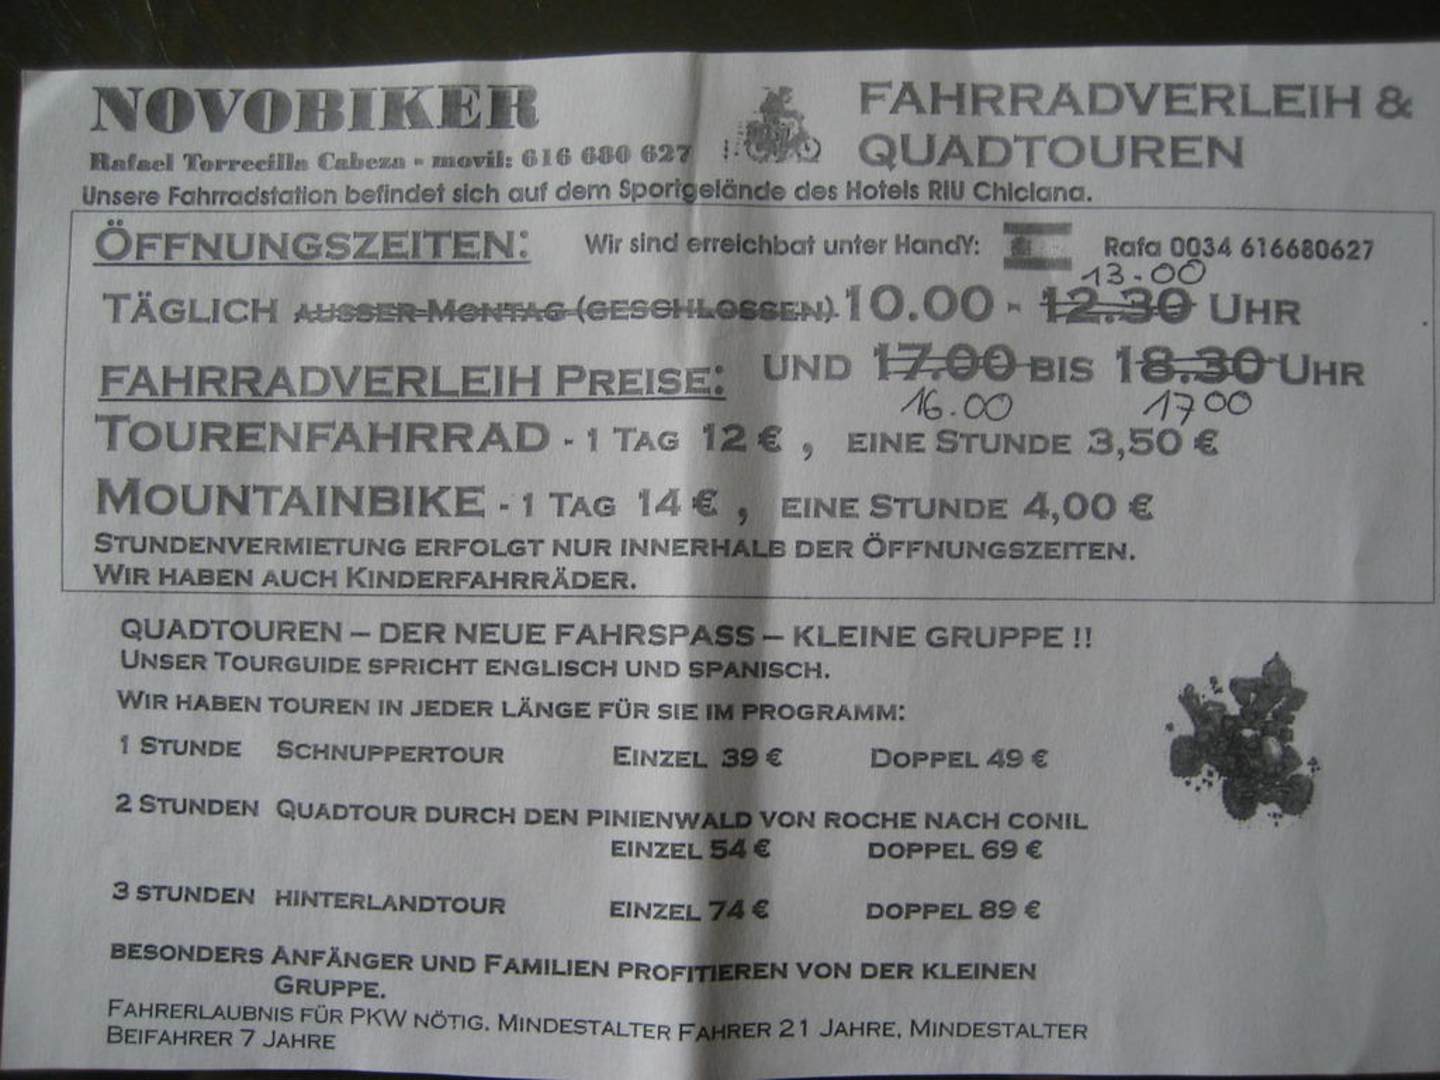 NOVOBIKER
Rafael Torrecilla Cabeza - movil: 616 680 627
FAHRRADVERLEIH &
QUADTOUREN
Unsere Fahrradstation befindet sich auf dem Sportgelände des Hotels RIU Chiclana.
ÖFFNUNGSZEITEN: Wir sind erreichbat unter HandY: Rafa 0034 616680627
13.00
TÄGLICH AUSSER MONTAG (GESCHLOSSEN). 10.00 - 12.30 UHR
UND 17.00 BIS 18.30 UHR
16.00 17 00
FAHRRADVERLEIH PREISE:
TOURENFAHRRAD - 1 TAG 12 € , EINE STUNDE 3,50 €
MOUNTAINBIKE - 1 TAG 14 € , EINE STUNDE 4,00 €
STUNDENVERMIETUNG ERFOLGT NUR INNERHALB DER ÖFFNUNGSZEITEN.
WIR HABEN AUCH KINDERFAHRRÄDER.
QUADTOUREN – DER NEUE FAHRSPASS – KLEINE GRUPPE !!
UNSER TOURGUIDE SPRICHT ENGLISCH UND SPANISCH.
WIR HABEN TOUREN IN JEDER LÄNGE FÜR SIE IM PROGRAMM:
1 STUNDE SCHNUPPERTOUR EINZEL 39 € DOPPEL 49 €
2 STUNDEN QUADTOUR DURCH DEN PINIENWALD VON ROCHE NACH CONIL
EINZEL 54 € DOPPEL 69 €
3 STUNDEN HINTERLANDTOUR EINZEL 74 € DOPPEL 89 €
BESONDERS ANFÄNGER UND FAMILIEN PROFITIEREN VON DER KLEINEN
GRUPPE.
FAHRERLAUBNIS FÜR PKW NÖTIG. MINDESTALTER FAHRER 21 JAHRE, MINDESTALTER
BEIFAHRER 7 JAHRE